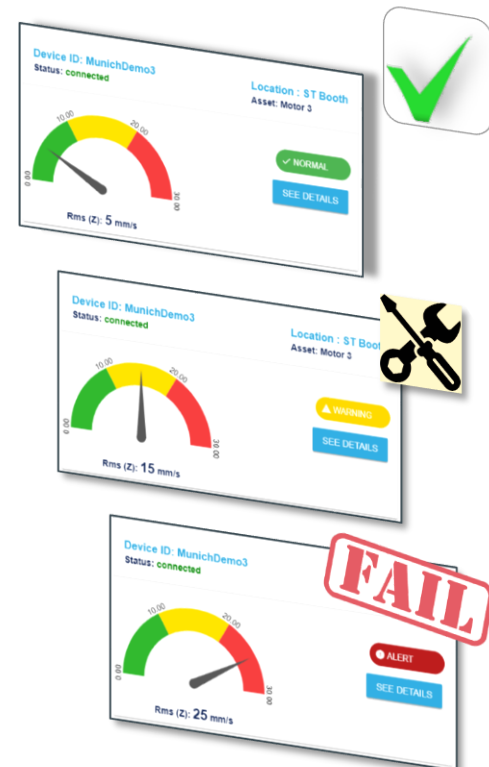 Device ID: MunichDemo3
Status: connected
Location : ST Booth
Asset: Motor 3
0.00
10.00
20.00
30.00
NORMAL
SEE DETAILS
Rms (Z): 5 mm/s
Device ID: MunichDemo3
Status: connected
Location : ST Boot
Asset: Motor 3
0.00
10.00
20.00
30.00
WARNING
SEE DETAILS
Rms (Z): 15 mm/s
Device ID: MunichDemo3
Status: connected
FAIL
0.00
10.00
20.00
30.00
ALERT
SEE DETAILS
Rms (Z): 25 mm/s